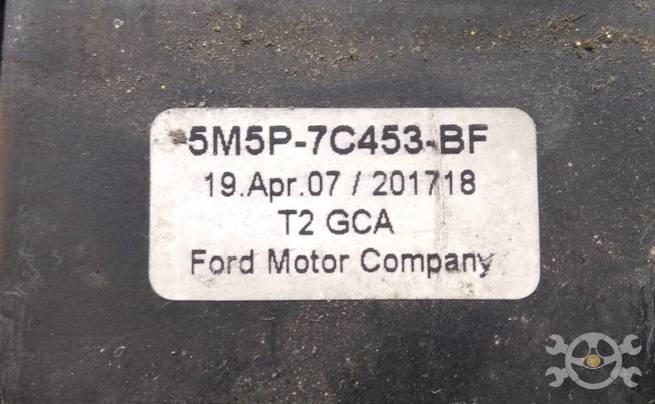 5M5P-7C453-BF
19.Apr.07 / 201718
T2 GCA
Ford Motor Company